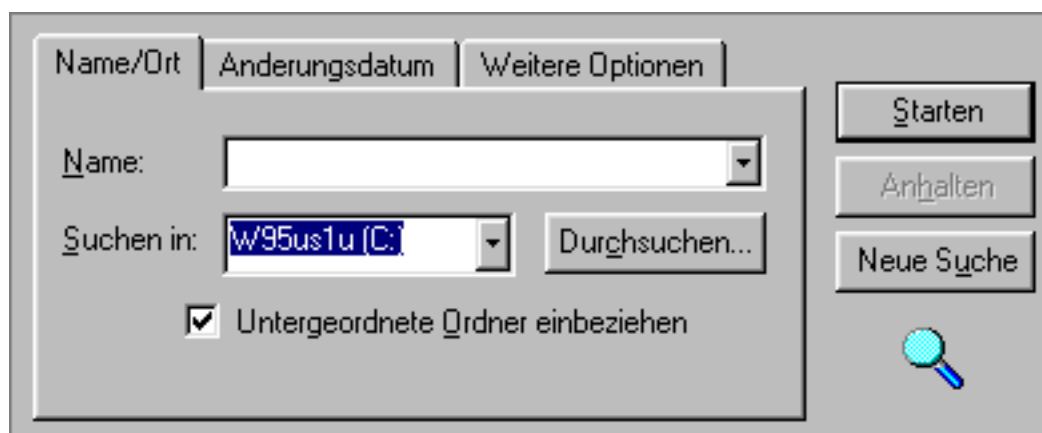 Name/Ort Anderungsdatum Weitere Optionen
Starten
Name:
Anhalten
Suchen in: W95us1u (C:) Durchsuchen...
Neue Suche
Untergeordnete Ordner einbeziehen